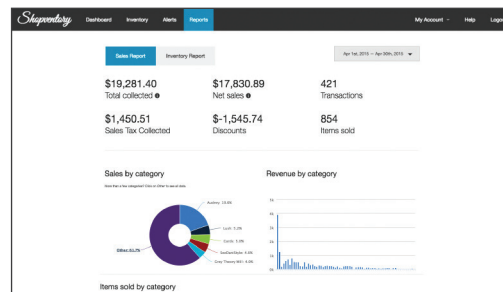 Shopventory Dashboard Inventory Alerts Reports My Account Help Logo
Sales Report Inventory Report Apr 1st, 2015 — Apr 30th, 2015
$19,281.40 $17,830.89 421
Total collected Net sales Transactions
$1,450.51 $-1,545.74 854
Sales Tax Collected Discounts Items sold
Sales by category Revenue by category
Other
Items sold by category